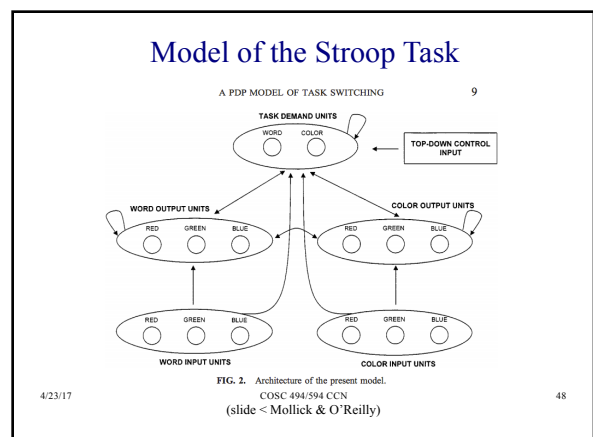 Model of the Stroop Task
A PDP MODEL OF TASK SWITCHING 9
TASK DEMAND UNITS
WORD COLOR
TOP-DOWN CONTROL
INPUT
WORD OUTPUT UNITS COLOR OUTPUT UNITS
RED GREEN BLUE RED GREEN BLUE
RED GREEN BLUE RED GREEN BLUE
WORD INPUT UNITS COLOR INPUT UNITS
FIG. 2. Architecture of the present model.
4/23/17 COSC 494/594 CCN 48
(slide < Mollick & O'Reilly)